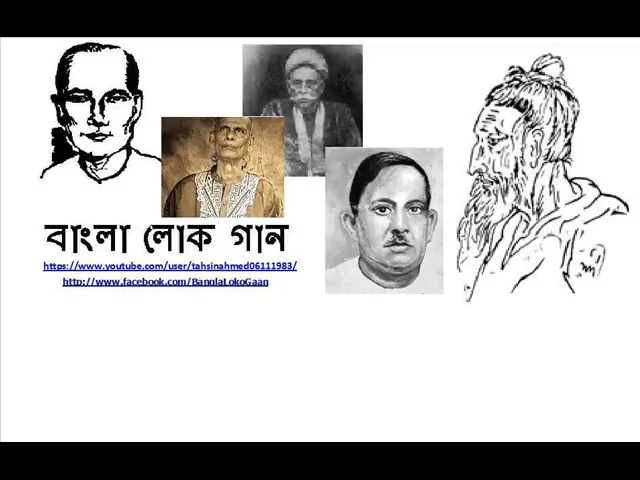 বাংলা লোক গান
https://www.youtube.com/user/tahsinahmed06111983/
http://www.facebook.com/BanglaLokoGaan